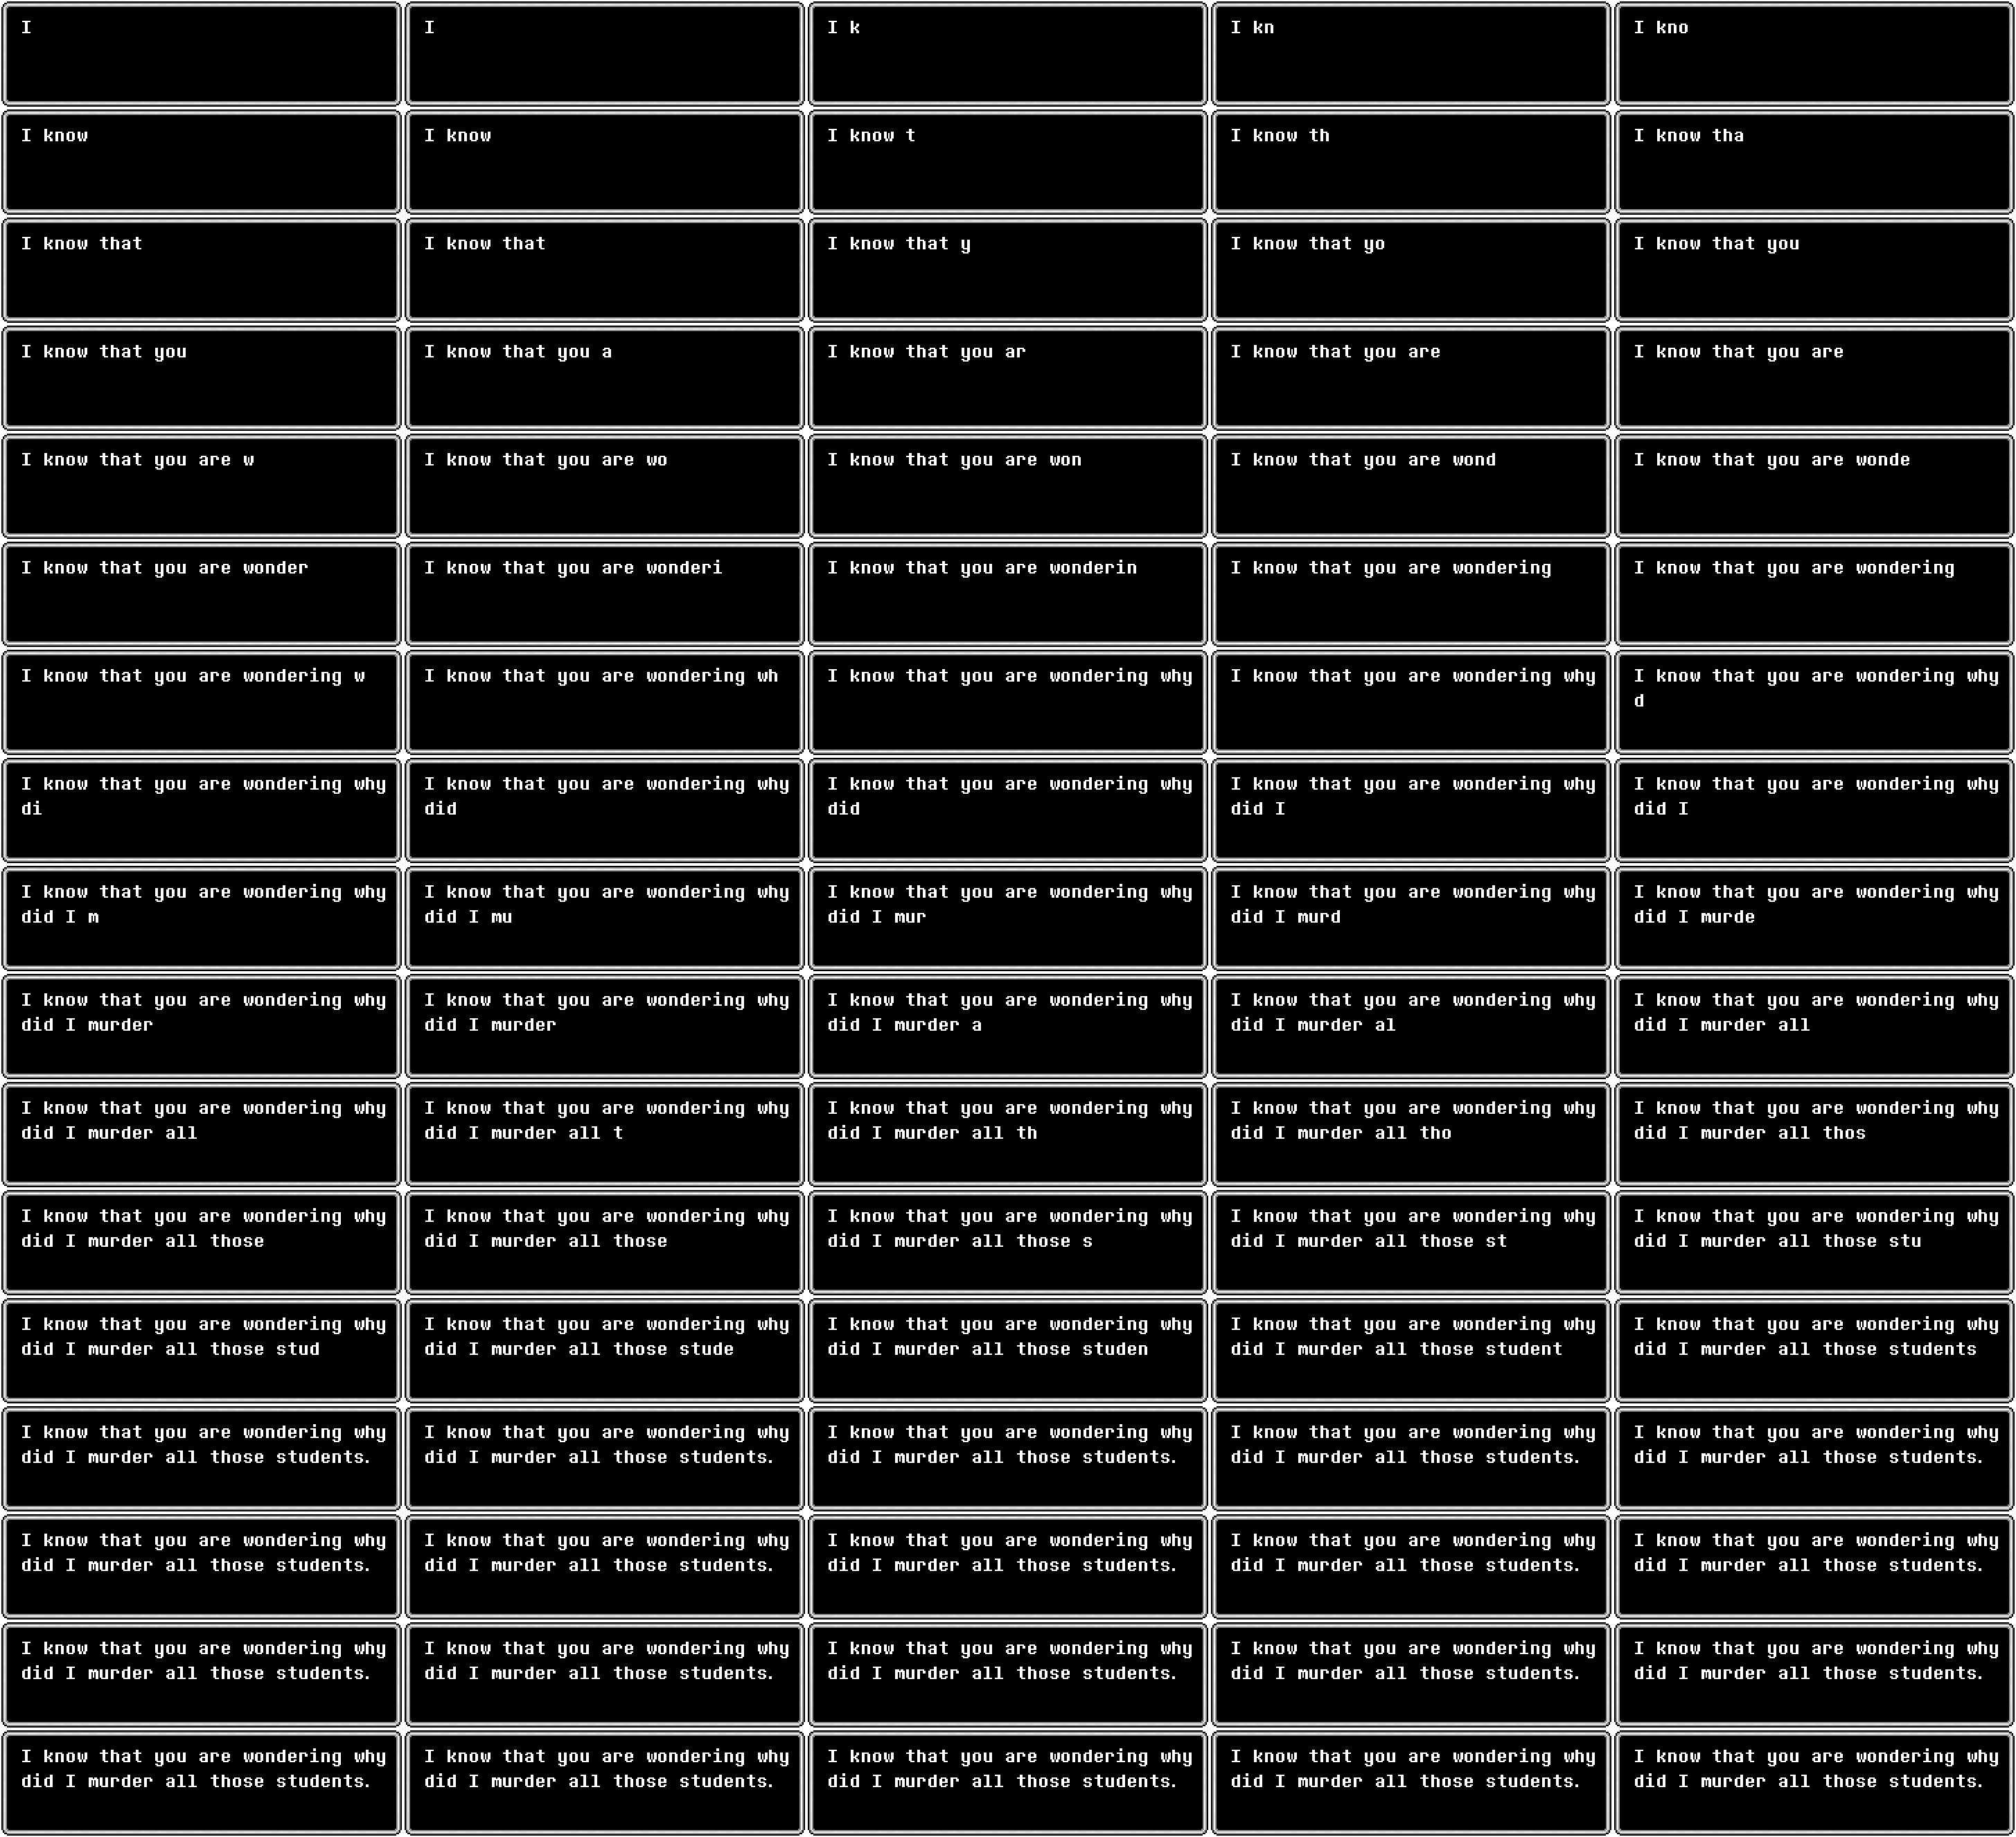 I
I
I k
I kn
I kno
I know
I know
I know t
I know th
I know tha
I know that
I know that
I know that y
I know that yo
I know that you
I know that you
I know that you a
I know that you ar
I know that you are
I know that you are
I know that you are w
I know that you are wo
I know that you are won
I know that you are wond
I know that you are wonde
I know that you are wonder
I know that you are wonderi
I know that you are wonderin
I know that you are wondering
I know that you are wondering
I know that you are wondering w
I know that you are wondering wh
I know that you are wondering why
I know that you are wondering why
I know that you are wondering why
d
I know that you are wondering why
di
I know that you are wondering why
did
I know that you are wondering why
did
I know that you are wondering why
did I
I know that you are wondering why
did I
I know that you are wondering why
did I m
I know that you are wondering why
did I mu
I know that you are wondering why
did I mur
I know that you are wondering why
did I murd
I know that you are wondering why
did I murde
I know that you are wondering why
did I murder
I know that you are wondering why
did I murder
I know that you are wondering why
did I murder a
I know that you are wondering why
did I murder al
I know that you are wondering why
did I murder all
I know that you are wondering why
did I murder all
I know that you are wondering why
did I murder all t
I know that you are wondering why
did I murder all th
I know that you are wondering why
did I murder all tho
I know that you are wondering why
did I murder all thos
I know that you are wondering why
did I murder all those
I know that you are wondering why
did I murder all those
I know that you are wondering why
did I murder all those s
I know that you are wondering why
did I murder all those st
I know that you are wondering why
did I murder all those stu
I know that you are wondering why
did I murder all those stud
I know that you are wondering why
did I murder all those stude
I know that you are wondering why
did I murder all those studen
I know that you are wondering why
did I murder all those student
I know that you are wondering why
did I murder all those students
I know that you are wondering why
did I murder all those students.
I know that you are wondering why
did I murder all those students.
I know that you are wondering why
did I murder all those students.
I know that you are wondering why
did I murder all those students.
I know that you are wondering why
did I murder all those students.
I know that you are wondering why
did I murder all those students.
I know that you are wondering why
did I murder all those students.
I know that you are wondering why
did I murder all those students.
I know that you are wondering why
did I murder all those students.
I know that you are wondering why
did I murder all those students.
I know that you are wondering why
did I murder all those students.
I know that you are wondering why
did I murder all those students.
I know that you are wondering why
did I murder all those students.
I know that you are wondering why
did I murder all those students.
I know that you are wondering why
did I murder all those students.
I know that you are wondering why
did I murder all those students.
I know that you are wondering why
did I murder all those students.
I know that you are wondering why
did I murder all those students.
I know that you are wondering why
did I murder all those students.
I know that you are wondering why
did I murder all those students.